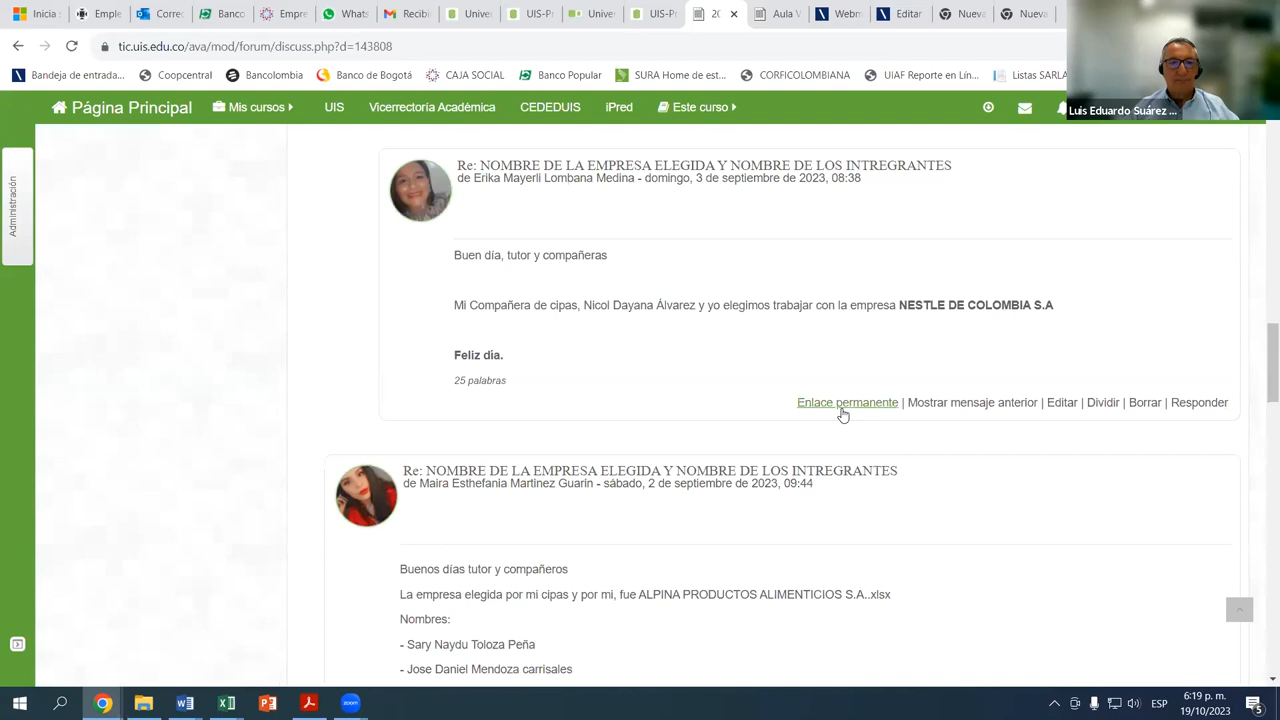 Inicia s
Emple
Correo
Banco
Empre
Whats
Recib
Univer
UIS-Pr
Univer
UIS-Pr
20
Aula V
Webm
Editar
Nueva
Nueva
tic.uis.edu.co/ava/mod/forum/discuss.php?d=143808
Bandeja de entrada...
Coopcentral
Bancolombia
Banco de Bogotá
CAJA SOCIAL
Banco Popular
SURA Home de est...
CORFICOLOMBIANA
UIAF Reporte en Lín...
Listas SARLA
Luis Eduardo Suárez ...
Página Principal
Mis cursos
UIS
Vicerrectoría Académica
CEDEDUIS
iPred
Este curso
Administración
Re: NOMBRE DE LA EMPRESA ELEGIDA Y NOMBRE DE LOS INTREGRANTES
de Erika Mayerli Lombana Medina - domingo, 3 de septiembre de 2023, 08:38
Buen día, tutor y compañeras
Mi Compañera de cipas, Nicol Dayana Álvarez y yo elegimos trabajar con la empresa NESTLE DE COLOMBIA S.A
Feliz día.
25 palabras
Enlace permanente | Mostrar mensaje anterior | Editar | Dividir | Borrar | Responder
Re: NOMBRE DE LA EMPRESA ELEGIDA Y NOMBRE DE LOS INTREGRANTES
de Maira Esthefania Martinez Guarin - sábado, 2 de septiembre de 2023, 09:44
Buenos días tutor y compañeros
La empresa elegida por mi cipas y por mi, fue ALPINA PRODUCTOS ALIMENTICIOS S.A..xlsx
Nombres:
- Sary Naydu Toloza Peña
- Jose Daniel Mendoza carrisales
zoom
ESP
6:19 p. m.
19/10/2023
5